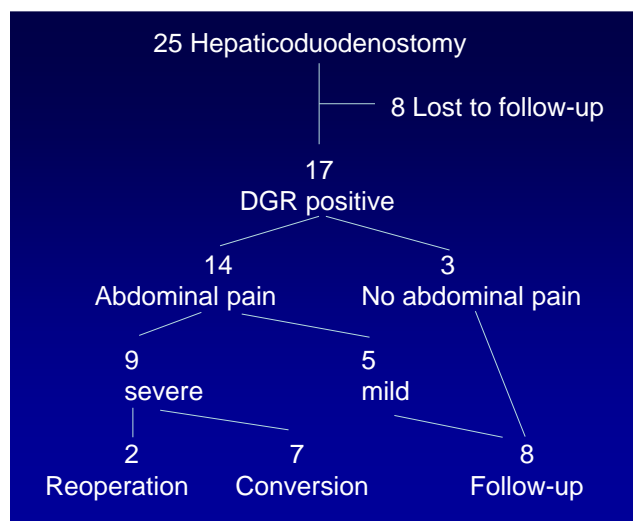 25 Hepaticoduodenostomy
8 Lost to follow-up
17
DGR positive
14
Abdominal pain
3
No abdominal pain
9
severe
5
mild
2
Reoperation
7
Conversion
8
Follow-up